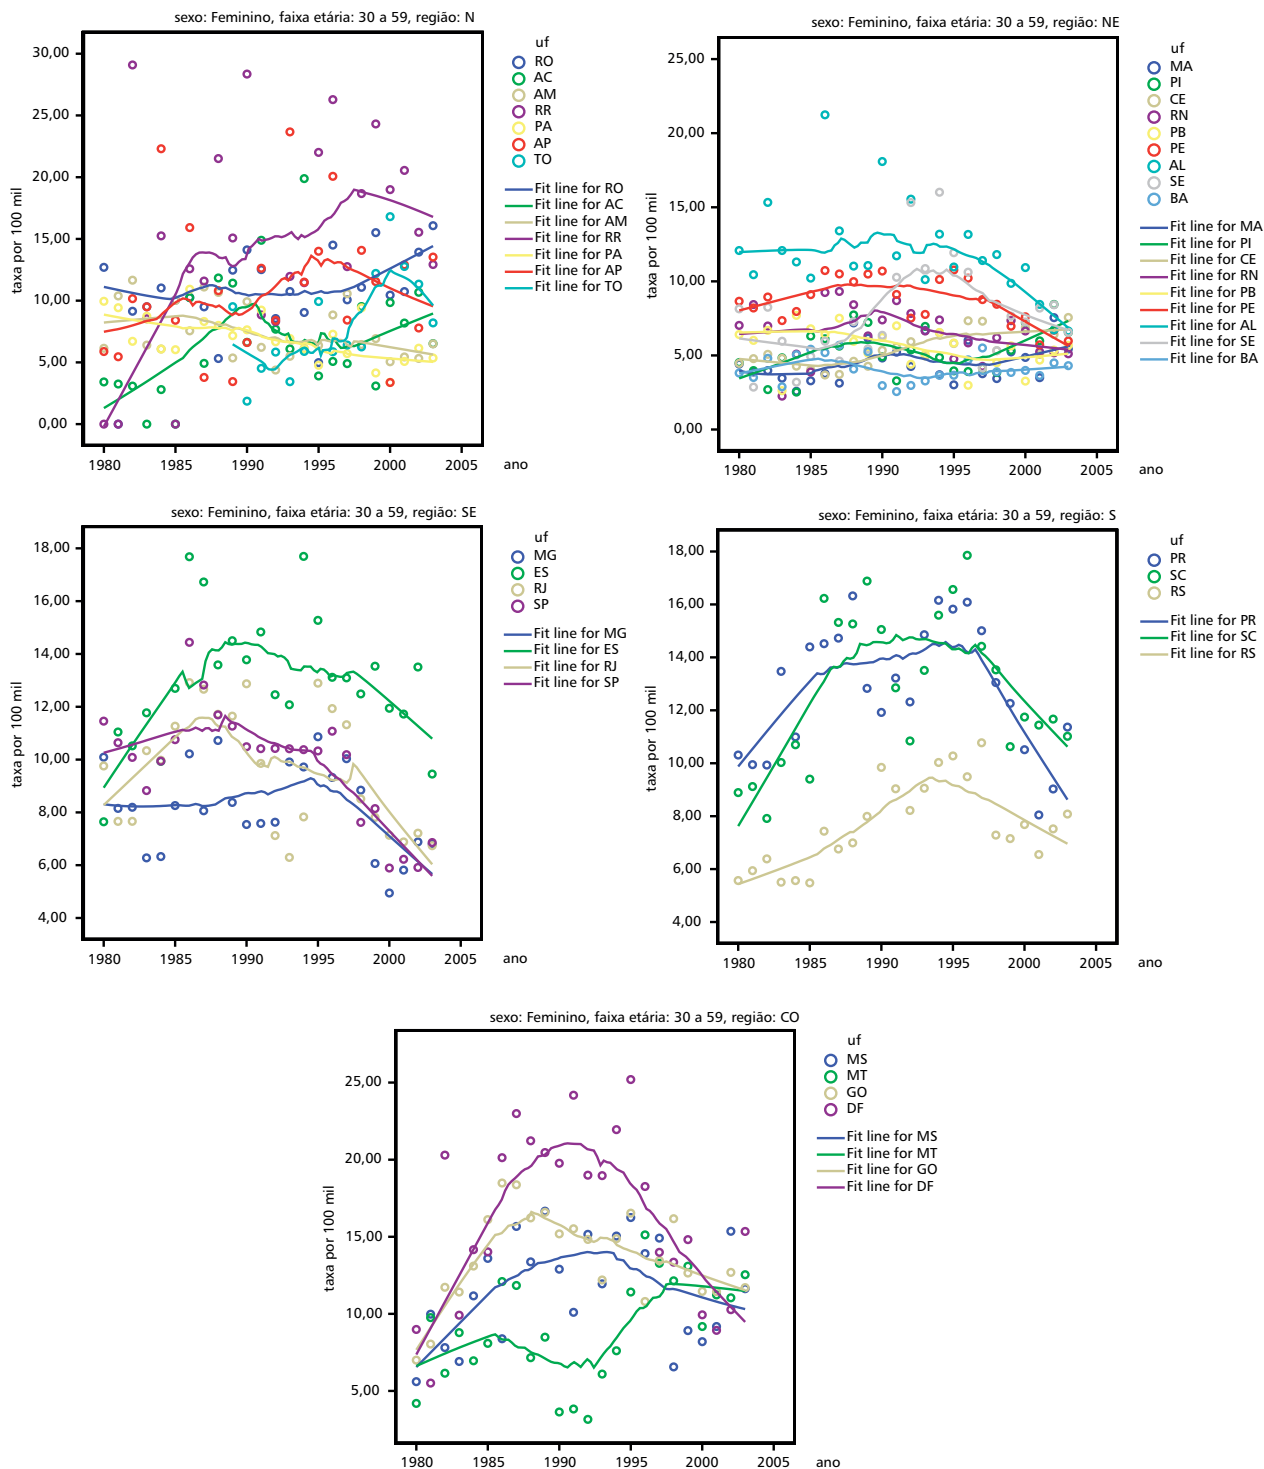 sexo: Feminino, faixa etária: 30 a 59, região: N
taxa por 100 mil
30,00
25,00
20,00
15,00
10,00
5,00
0,00
1980 1985 1990 1995 2000 2005 ano
uf
RO
AC
AM
RR
PA
AP
TO
Fit line for RO
Fit line for AC
Fit line for AM
Fit line for RR
Fit line for PA
Fit line for AP
Fit line for TO
sexo: Feminino, faixa etária: 30 a 59, região: NE
taxa por 100 mil
25,00
20,00
15,00
10,00
5,00
0,00
1980 1985 1990 1995 2000 2005 ano
uf
MA
PI
CE
RN
PB
PE
AL
SE
BA
Fit line for MA
Fit line for PI
Fit line for CE
Fit line for RN
Fit line for PB
Fit line for PE
Fit line for AL
Fit line for SE
Fit line for BA
sexo: Feminino, faixa etária: 30 a 59, região: SE
taxa por 100 mil
18,00
16,00
14,00
12,00
10,00
8,00
6,00
4,00
1980 1985 1990 1995 2000 2005 ano
uf
MG
ES
RJ
SP
Fit line for MG
Fit line for ES
Fit line for RJ
Fit line for SP
sexo: Feminino, faixa etária: 30 a 59, região: S
taxa por 100 mil
18,00
16,00
14,00
12,00
10,00
8,00
6,00
4,00
1980 1985 1990 1995 2000 2005 ano
uf
PR
SC
RS
Fit line for PR
Fit line for SC
Fit line for RS
sexo: Feminino, faixa etária: 30 a 59, região: CO
taxa por 100 mil
25,00
20,00
15,00
10,00
5,00
1980 1985 1990 1995 2000 2005 ano
uf
MS
MT
GO
DF
Fit line for MS
Fit line for MT
Fit line for GO
Fit line for DF